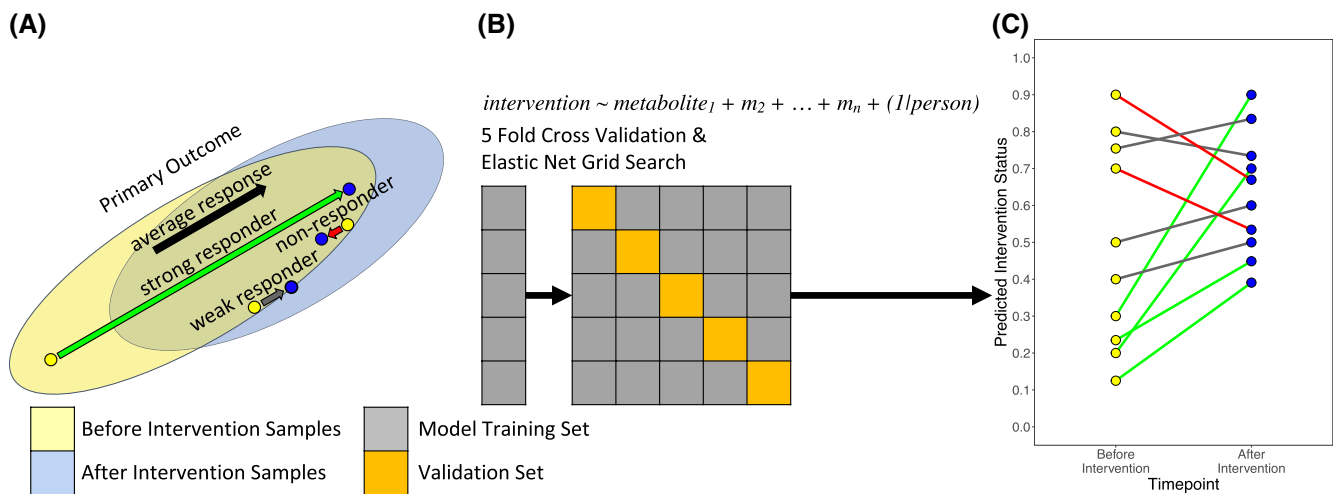 (A)
Primary Outcome
average response
strong responder
non-responder
weak responder
Before Intervention Samples
After Intervention Samples
(B)
intervention ~ metabolite₁ + m₂ + … + mₙ + (1|person)
5 Fold Cross Validation &
Elastic Net Grid Search
Model Training Set
Validation Set
(C)
Predicted Intervention Status
1.0
0.9
0.8
0.7
0.6
0.5
0.4
0.3
0.2
0.1
0.0
Before
Intervention
After
Intervention
Timepoint